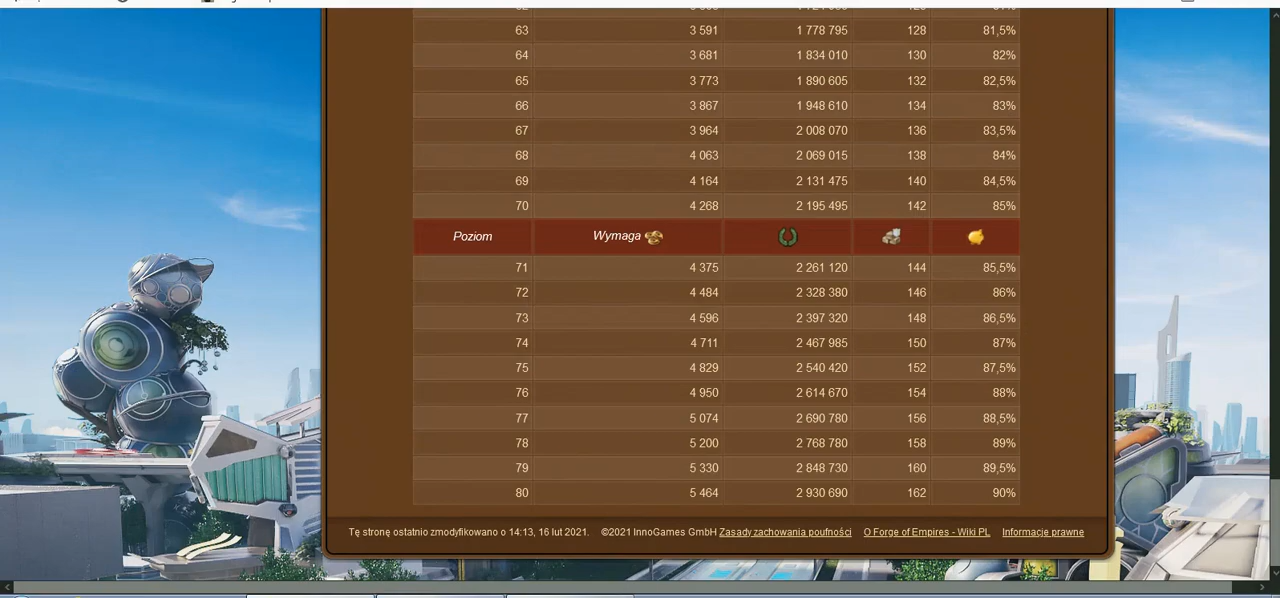 63 3 591 1 778 795 128 81,5%
64 3 681 1 834 010 130 82%
65 3 773 1 890 605 132 82,5%
66 3 867 1 948 610 134 83%
67 3 964 2 008 070 136 83,5%
68 4 063 2 069 015 138 84%
69 4 164 2 131 475 140 84,5%
70 4 268 2 195 495 142 85%
Poziom Wymaga
71 4 375 2 261 120 144 85,5%
72 4 484 2 328 380 146 86%
73 4 596 2 397 320 148 86,5%
74 4 711 2 467 985 150 87%
75 4 829 2 540 420 152 87,5%
76 4 950 2 614 670 154 88%
77 5 074 2 690 780 156 88,5%
78 5 200 2 768 780 158 89%
79 5 330 2 848 730 160 89,5%
80 5 464 2 930 690 162 90%
Tę stronę ostatnio zmodyfikowano o 14:13, 16 lut 2021. ©2021 InnoGames GmbH Zasady zachowania poufności O Forge of Empires - Wiki PL Informacje prawne